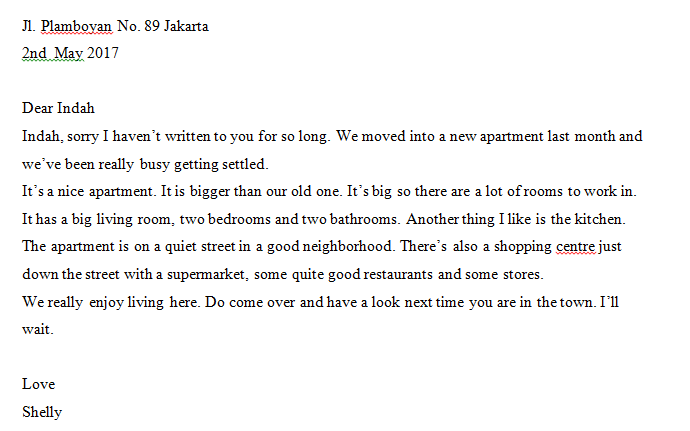 Jl. Plamboyan No. 89 Jakarta
2nd May 2017
Dear Indah
Indah, sorry I haven't written to you for so long. We moved into a new apartment last month and
we've been really busy getting settled.
It's a nice apartment. It is bigger than our old one. It's big so there are a lot of rooms to work in.
It has a big living room, two bedrooms and two bathrooms. Another thing I like is the kitchen.
The apartment is on a quiet street in a good neighborhood. There's also a shopping centre just
down the street with a supermarket, some quite good restaurants and some stores.
We really enjoy living here. Do come over and have a look next time you are in the town. I'll
wait.
Love
Shelly